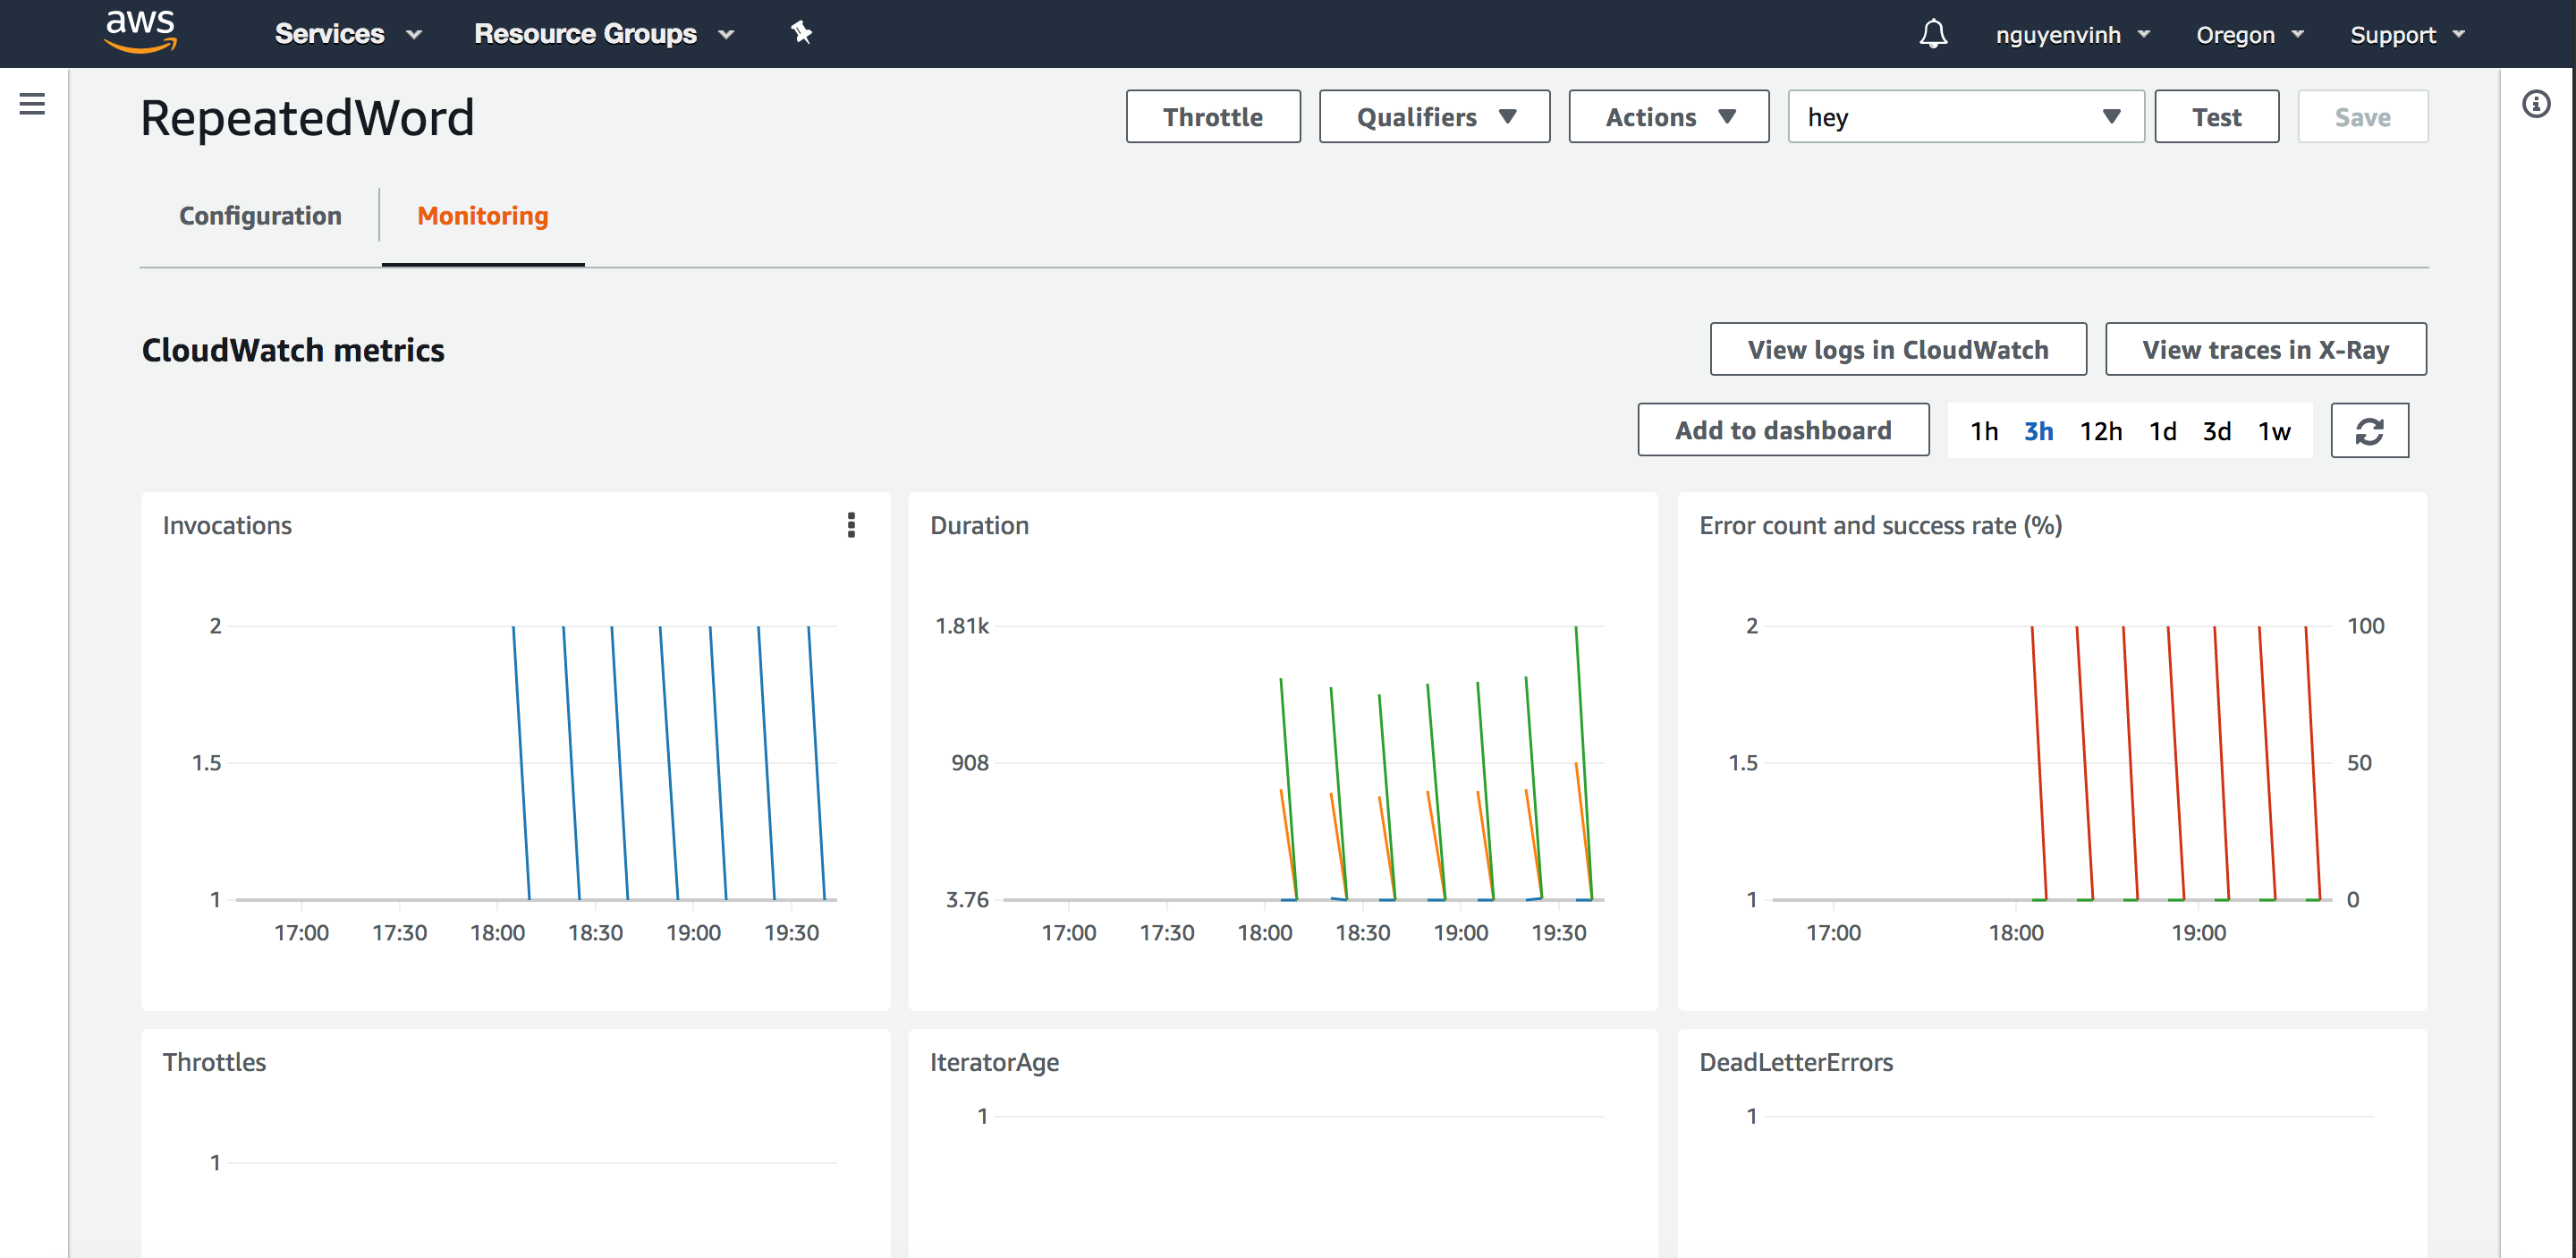 aws Services Resource Groups nguyenvinh Oregon Support
RepeatedWord Throttle Qualifiers Actions hey Test Save
Configuration Monitoring
CloudWatch metrics View logs in CloudWatch View traces in X-Ray
Add to dashboard 1h 3h 12h 1d 3d 1w
Invocations
2
1.5
1
17:00 17:30 18:00 18:30 19:00 19:30
Duration
1.81k
908
3.76
17:00 17:30 18:00 18:30 19:00 19:30
Error count and success rate (%)
2 100
1.5 50
1 0
17:00 18:00 19:00
Throttles
1
IteratorAge
1
DeadLetterErrors
1